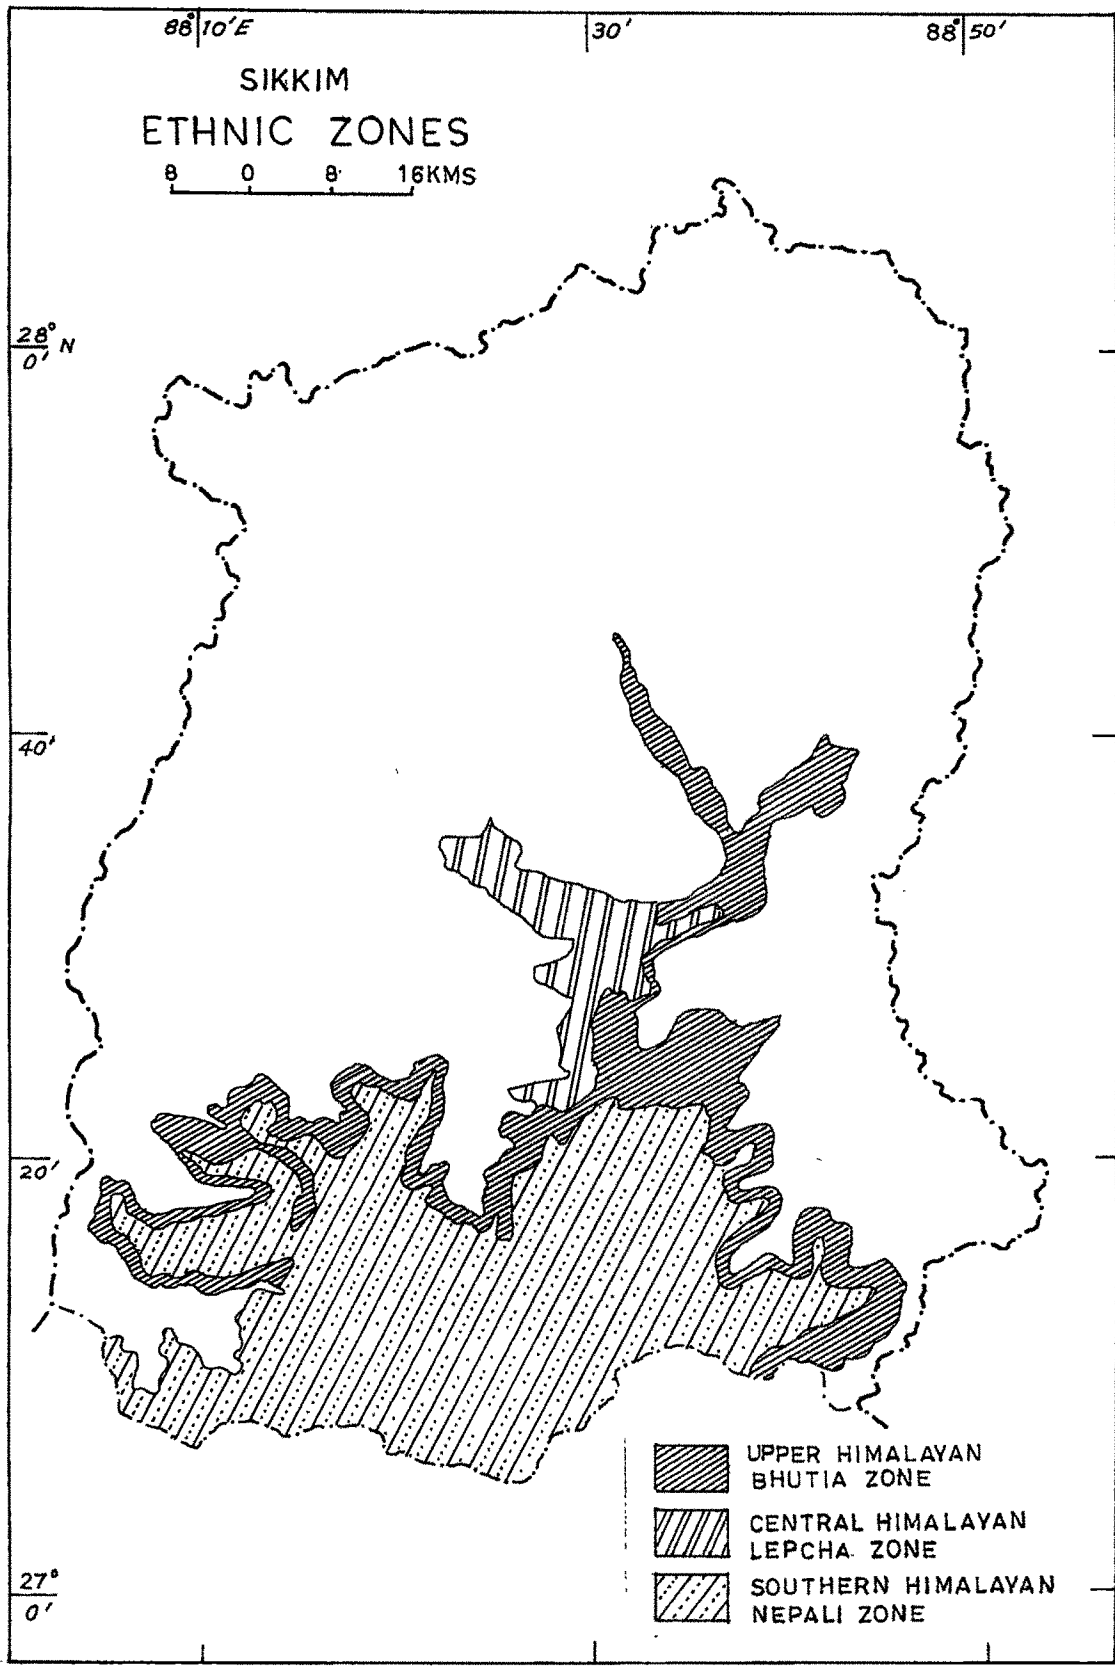 88°10'E
30'
88°50'
SIKKIM
ETHNIC ZONES
8 0 8 16KMS
28° N
0'
40'
20'
27°
0'
UPPER HIMALAYAN
BHUTIA ZONE
CENTRAL HIMALAYAN
LEPCHA ZONE
SOUTHERN HIMALAYAN
NEPALI ZONE